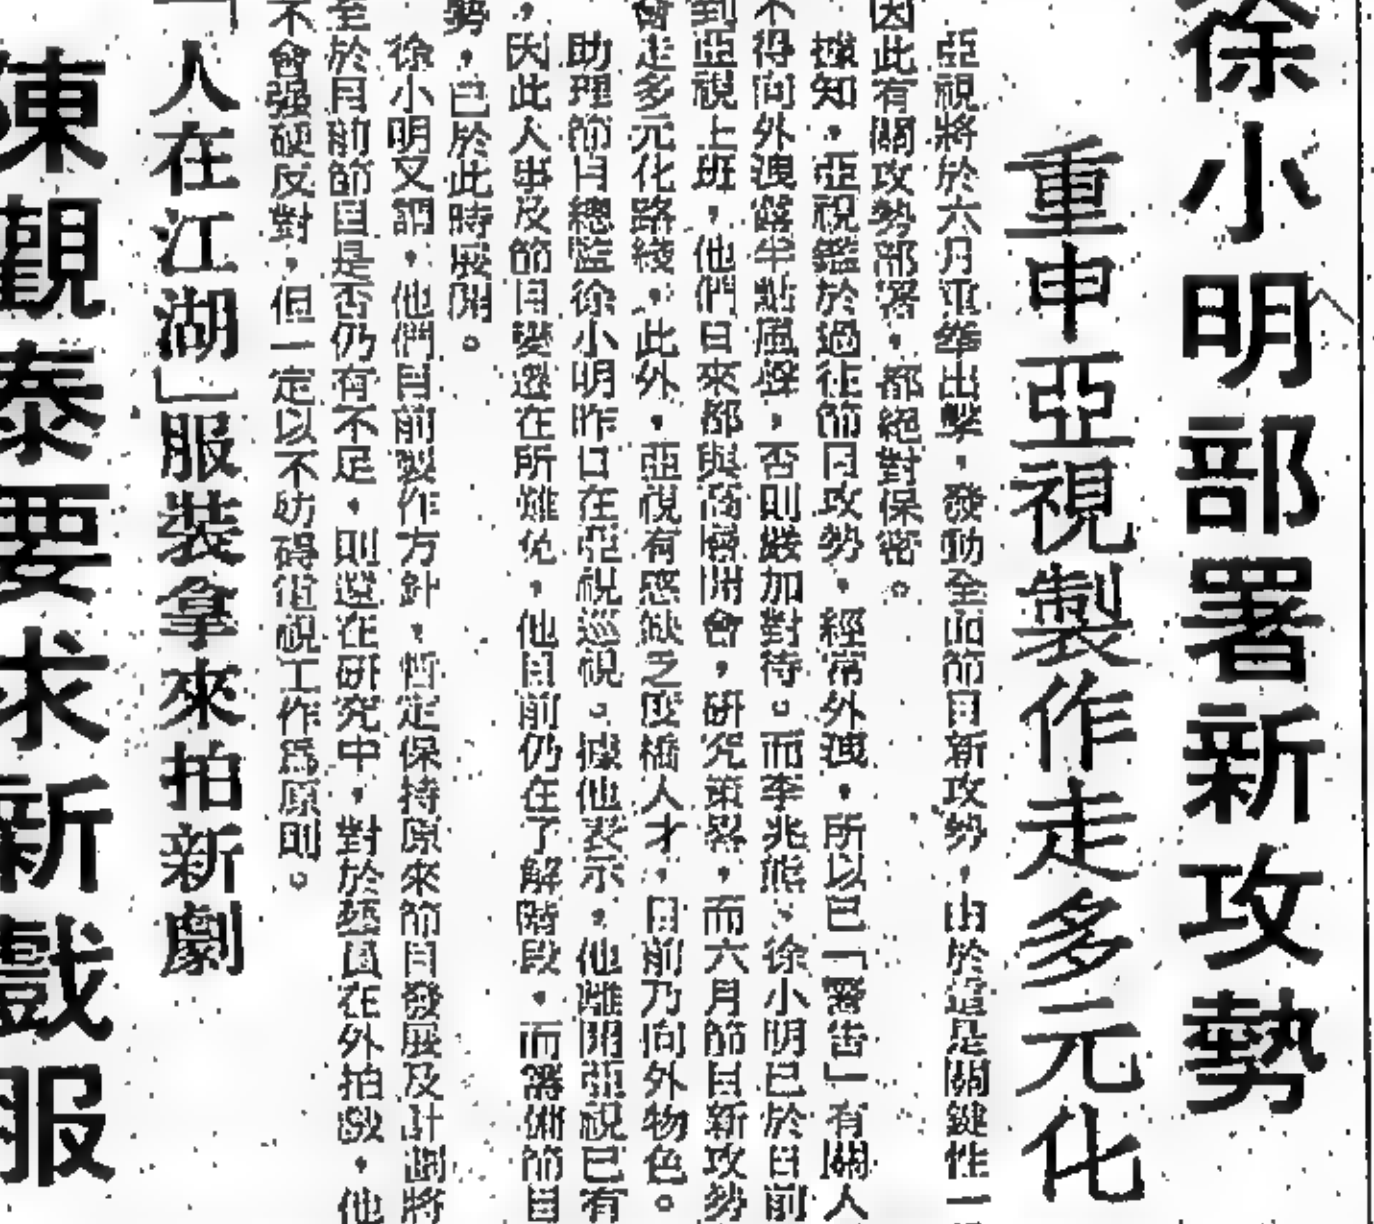 徐小明部署新攻勢
重申亞視製作走多元化
亞視將於六月重拳出擊，發動全面節目新攻勢，由於這是關鍵性一
因此有關攻勢部署，都絕對保密。
據知，亞視鑑於過往節目攻勢，經常外洩，所以已「警告」有關人
不得向外洩露半點風聲，否則嚴加對待。而李兆熊、徐小明已於日前
到亞視上班，他們日來都與高層開會，研究策略，而六月節目新攻勢
會走多元化路綫，此外，亞視有感缺乏度橋人才，目前乃向外物色。
助理節目總監徐小明昨日在亞視巡視。據他表示，他離開亞視已有
，因此人事及節目變遷在所難免，他目前仍在了解階段，而籌備節目
勢，已於此時展開。
徐小明又謂，他們目前製作方針，暫定保持原來節目發展及計劃將
至於目前節目是否仍有不足，則還在研究中，對於藝員在外拍戲，他
不會强硬反對，但一定以不妨碍電視工作爲原則。
「人在江湖」服裝拿來拍新劇
陳觀泰要求新戲服